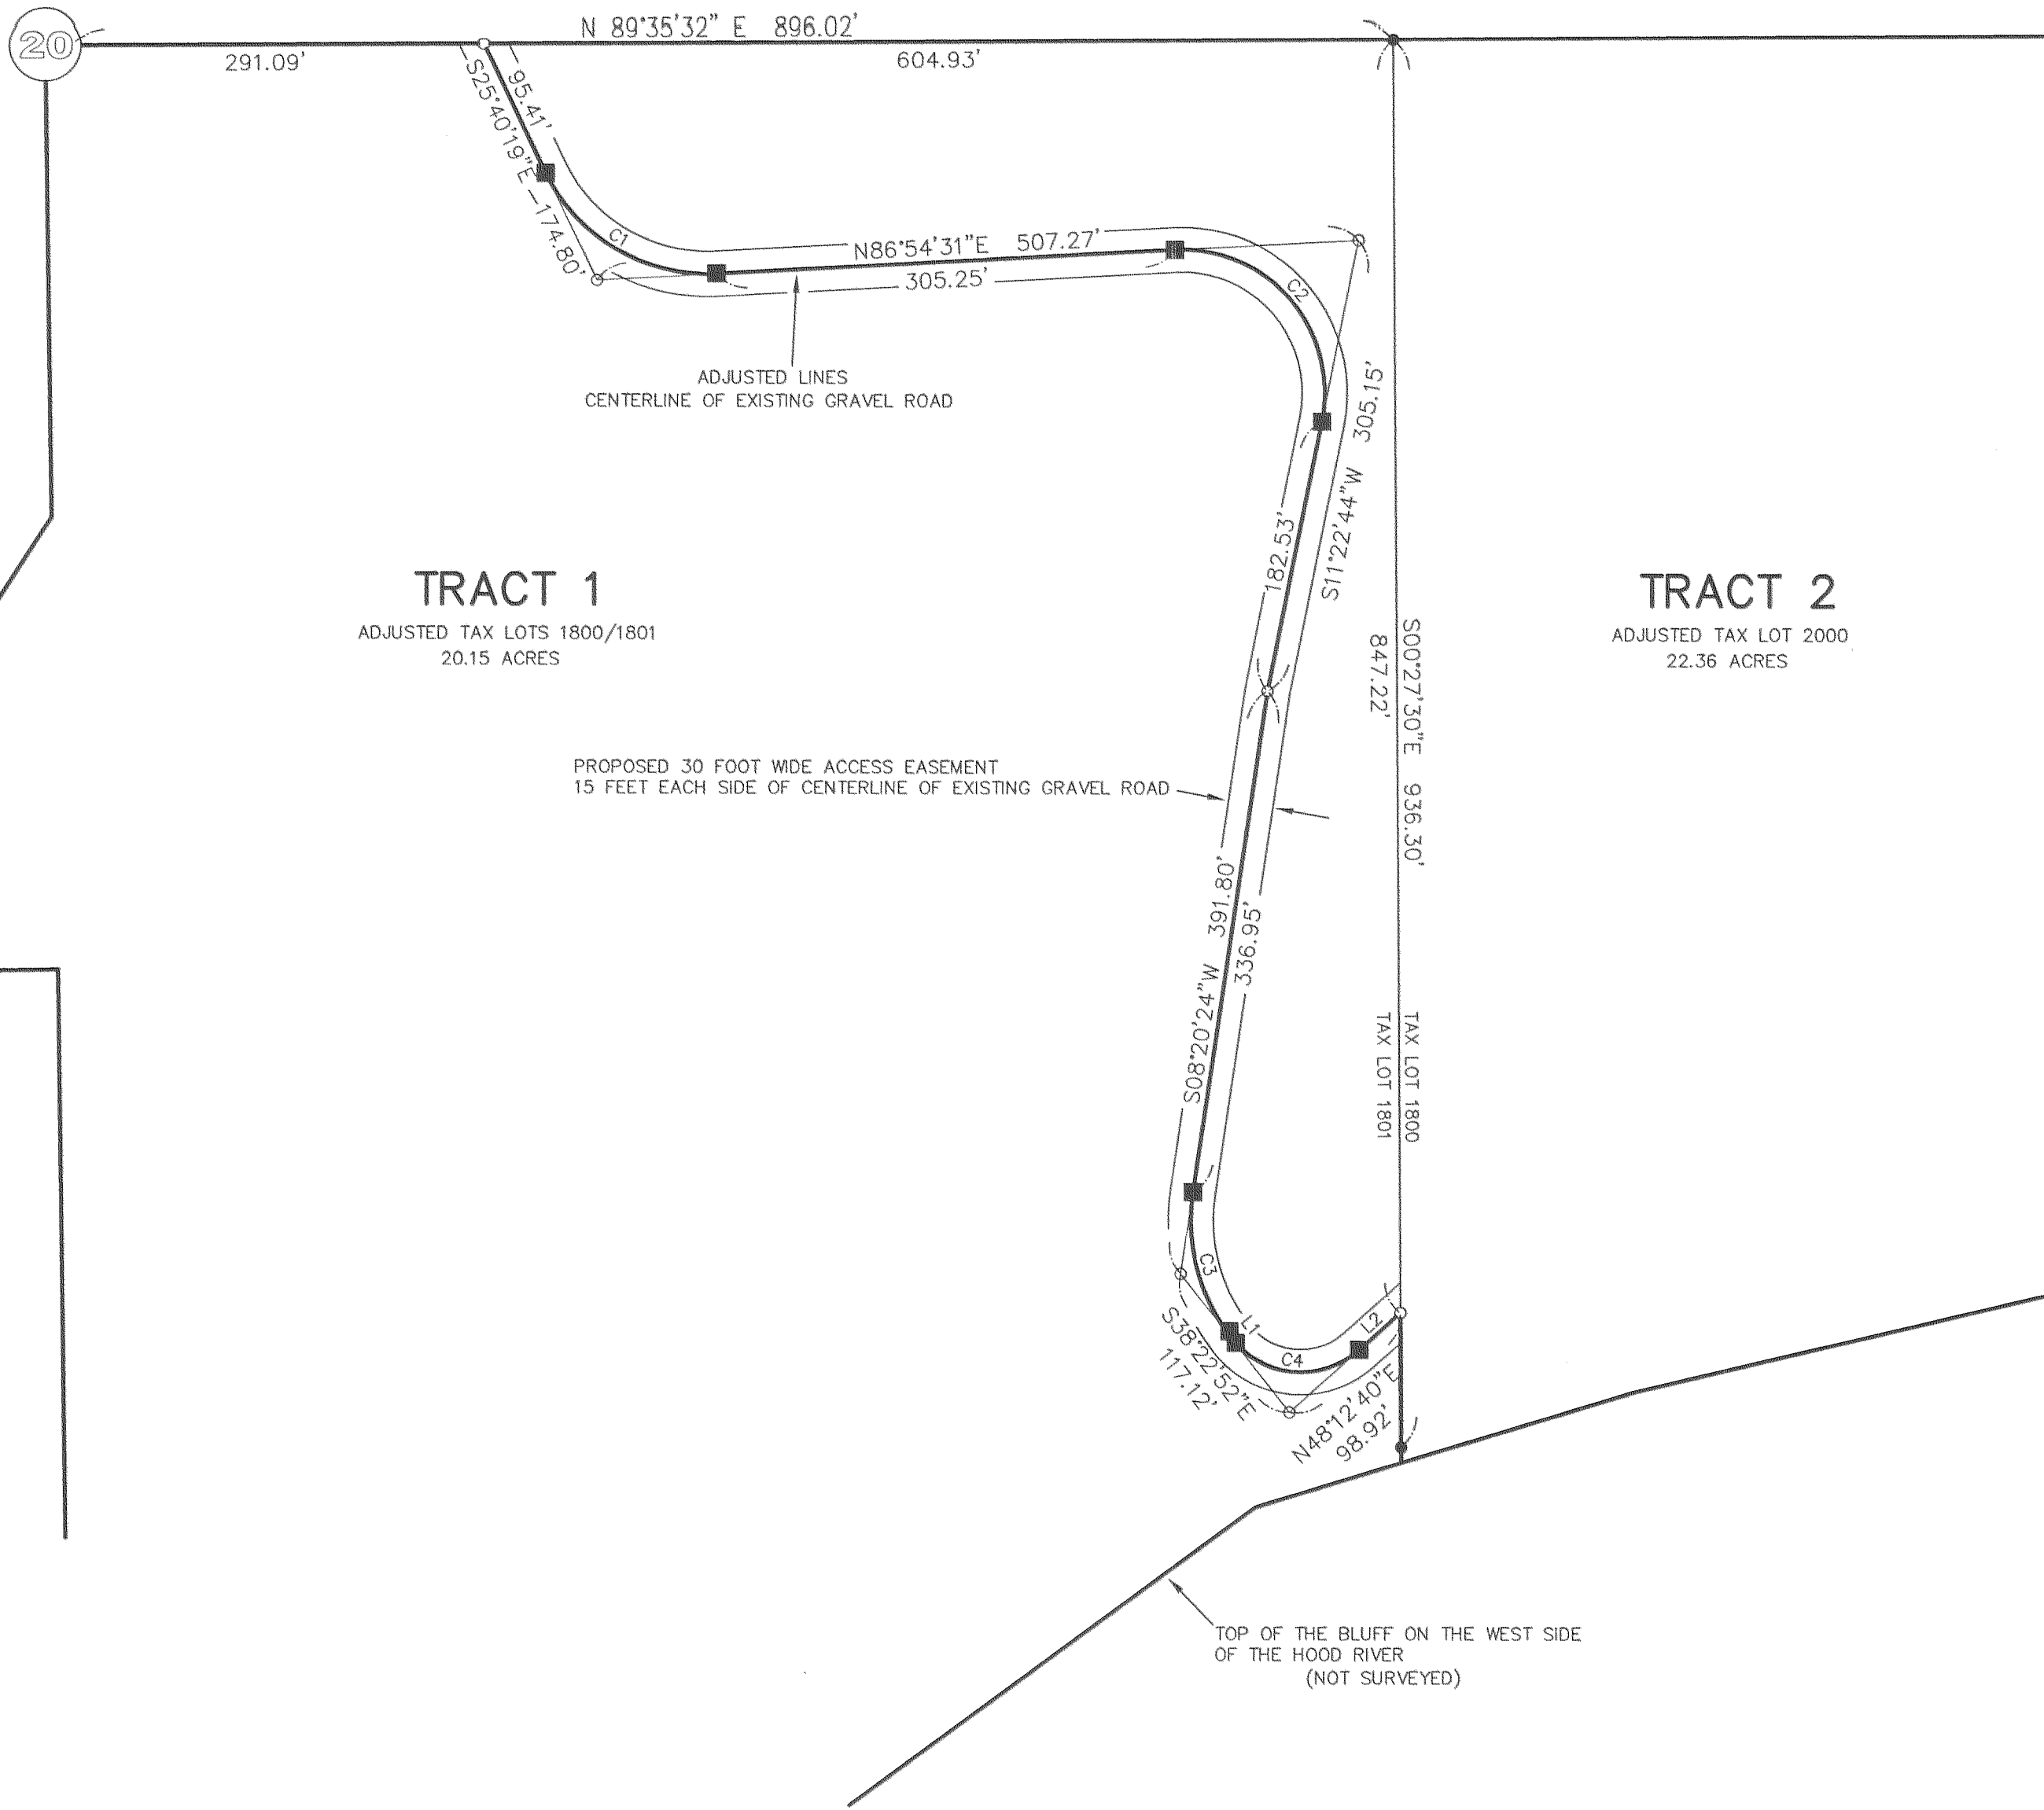 20
N 89°35'32" E 896.02'
291.09'
604.93'
95.41'
S25°40'19"E 174.80'
C1
N86°54'31"E 507.27'
305.25'
C2
ADJUSTED LINES
CENTERLINE OF EXISTING GRAVEL ROAD
S11°22'44"W 305.15'
182.53'
TRACT 1
ADJUSTED TAX LOTS 1800/1801
20.15 ACRES
TRACT 2
ADJUSTED TAX LOT 2000
22.36 ACRES
S00°27'30"E 936.30'
847.22'
PROPOSED 30 FOOT WIDE ACCESS EASEMENT
15 FEET EACH SIDE OF CENTERLINE OF EXISTING GRAVEL ROAD
S08°20'24"W 391.80'
336.95'
TAX LOT 1800
TAX LOT 1801
C3
L1
L2
C4
S38°22'52"E
117.12'
N48°12'40"E
98.92'
TOP OF THE BLUFF ON THE WEST SIDE
OF THE HOOD RIVER
(NOT SURVEYED)